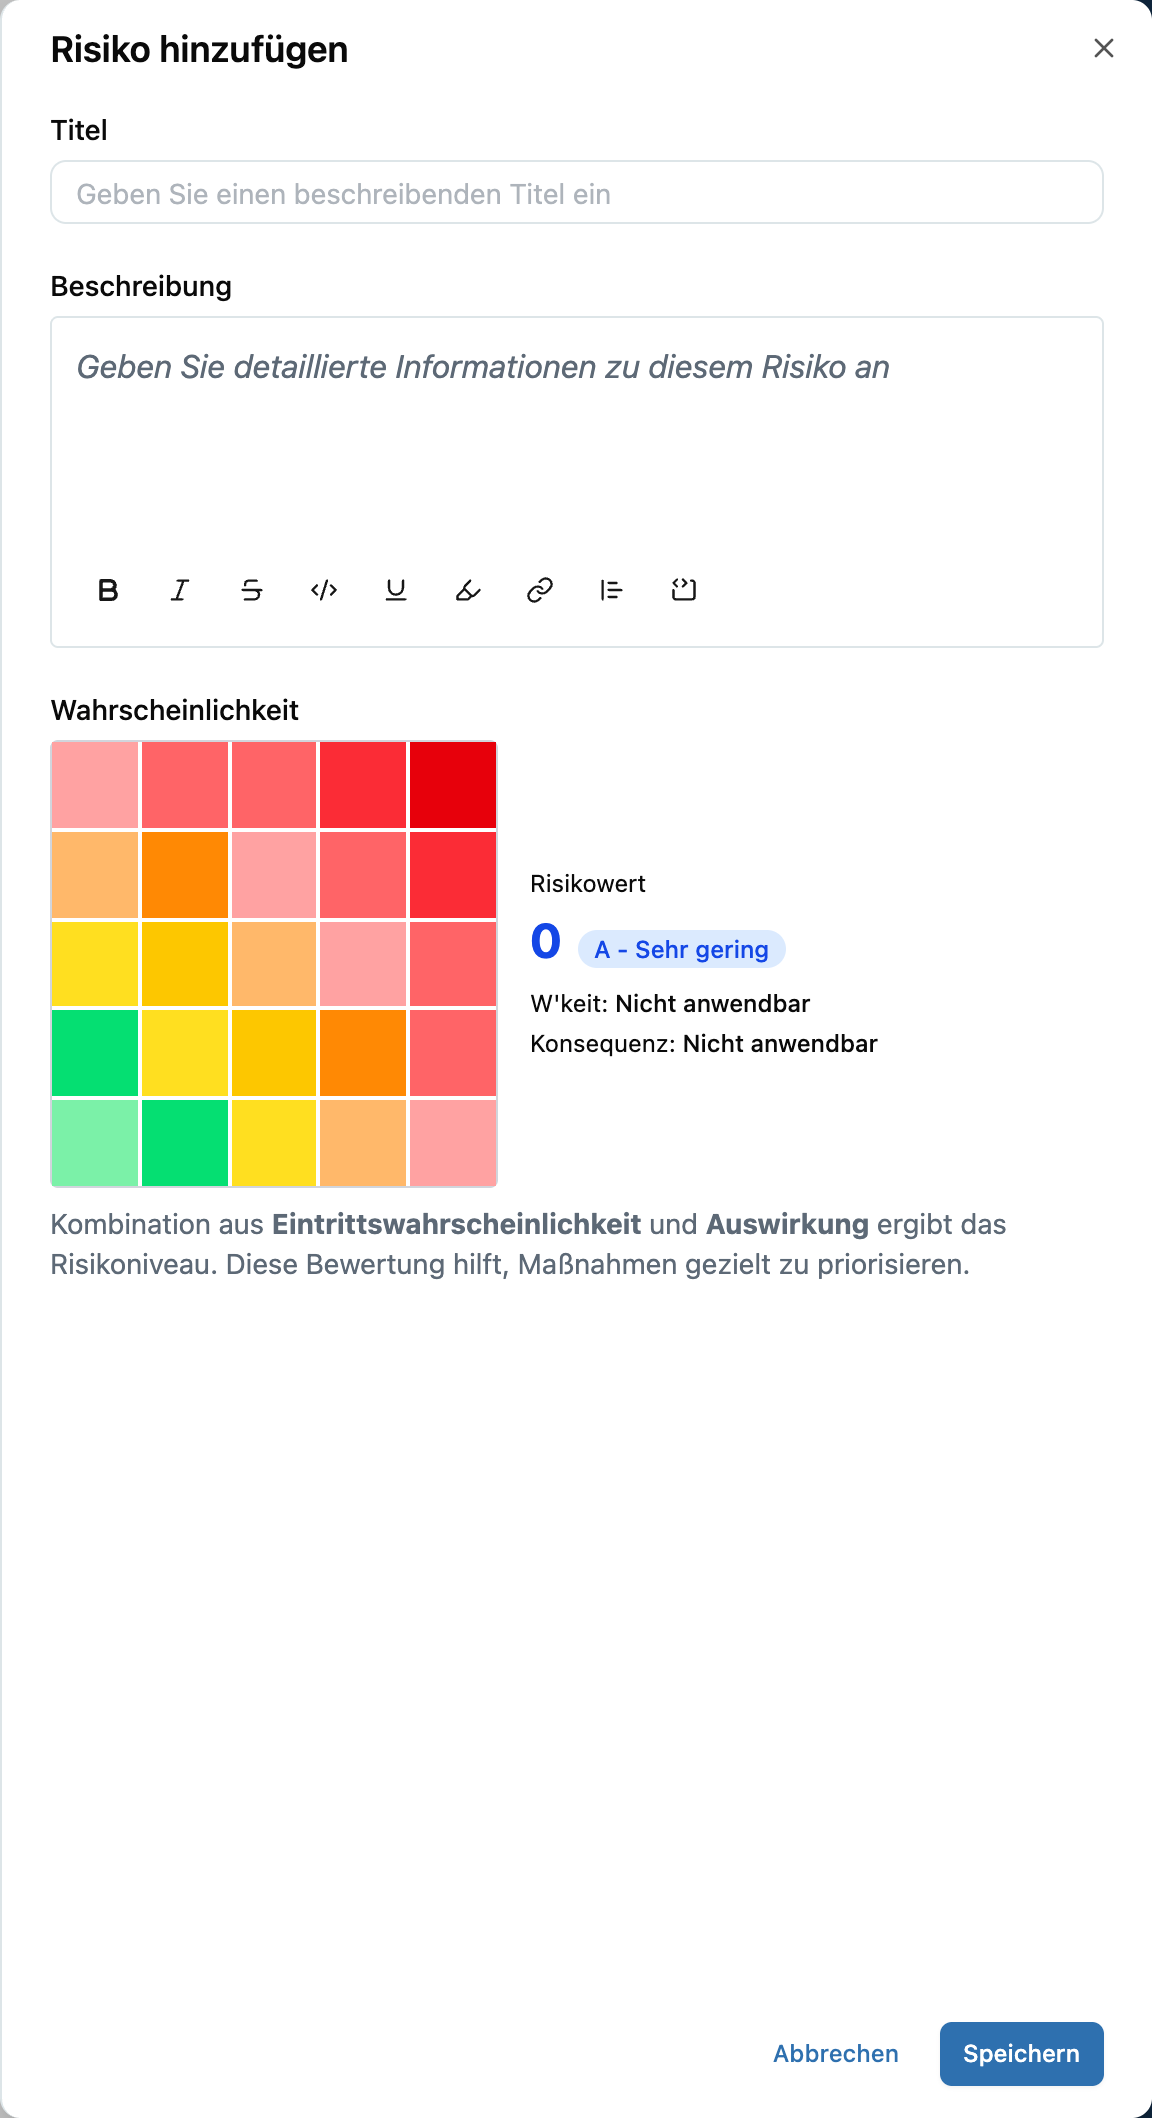 Risiko hinzufügen
Titel
Geben Sie einen beschreibenden Titel ein
Beschreibung
Geben Sie detaillierte Informationen zu diesem Risiko an
Wahrscheinlichkeit
Risikowert
0 A - Sehr gering
W'keit: Nicht anwendbar
Konsequenz: Nicht anwendbar
Kombination aus Eintrittswahrscheinlichkeit und Auswirkung ergibt das
Risikoniveau. Diese Bewertung hilft, Maßnahmen gezielt zu priorisieren.
Abbrechen
Speichern